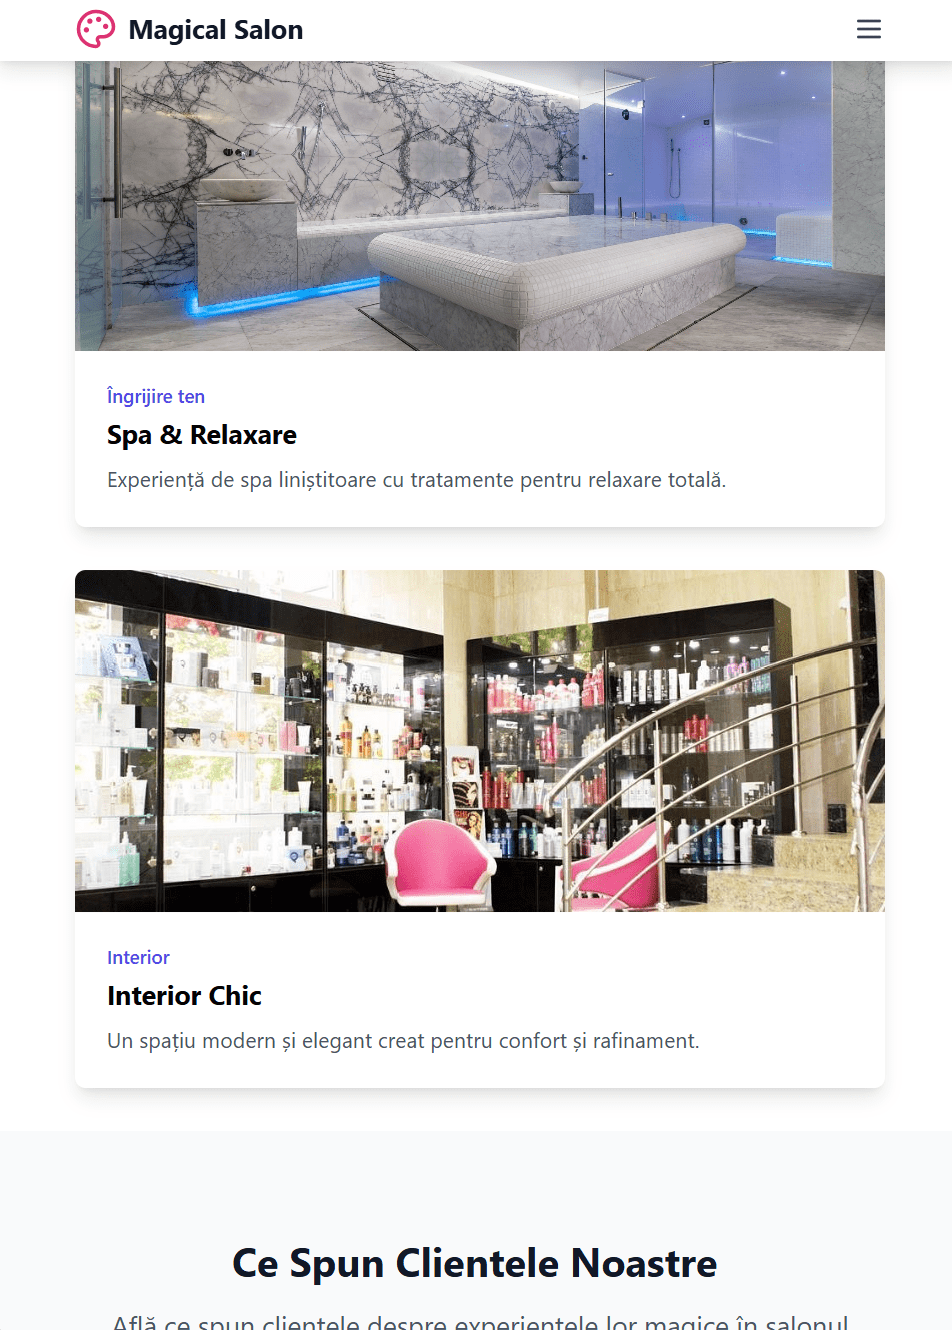 Magical Salon
Îngrijire ten
Spa & Relaxare
Experiență de spa liniștitoare cu tratamente pentru relaxare totală.
Interior
Interior Chic
Un spațiu modern și elegant creat pentru confort și rafinament.
Ce Spun Clientele Noastre
Află ce spun clientele despre experiențele lor magice în salonul